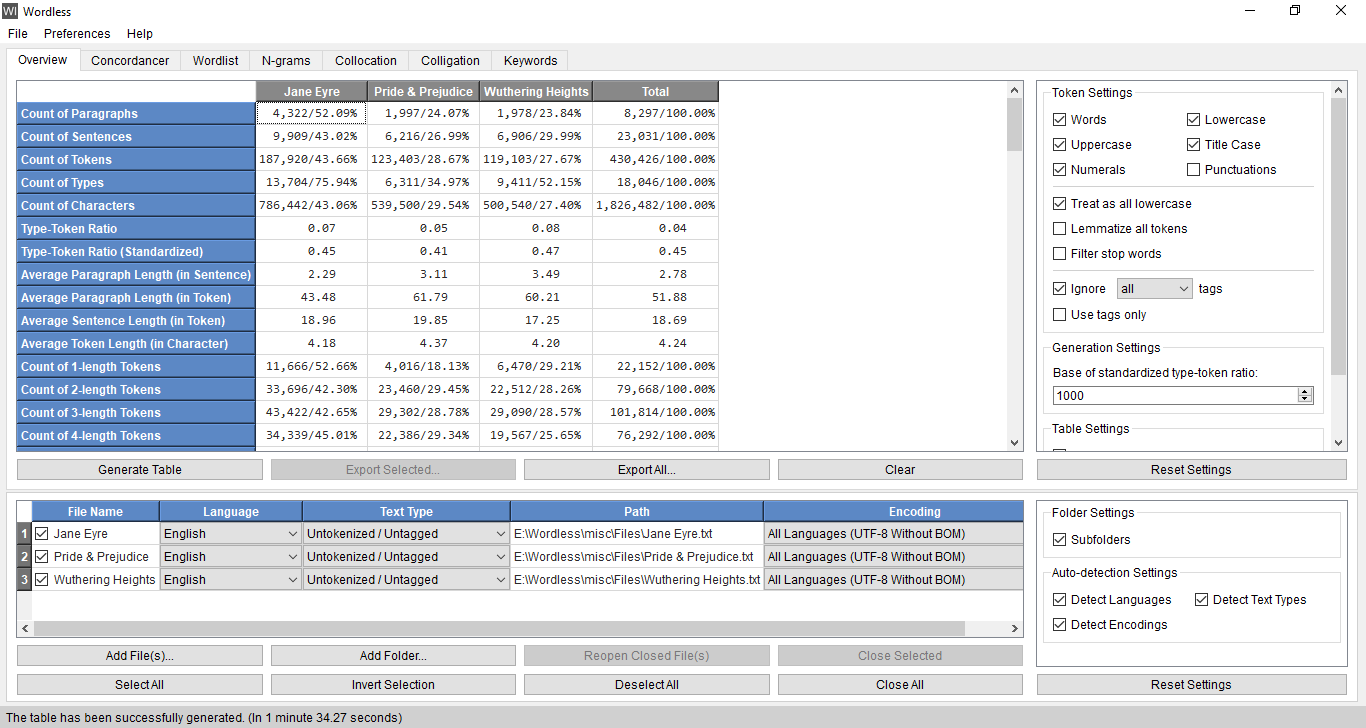 WI Wordless
File Preferences Help
Overview Concordancer Wordlist N-grams Collocation Colligation Keywords
Jane Eyre Pride & Prejudice Wuthering Heights Total
Count of Paragraphs 4,322/52.09% 1,997/24.07% 1,978/23.84% 8,297/100.00%
Count of Sentences 9,909/43.02% 6,216/26.99% 6,906/29.99% 23,031/100.00%
Count of Tokens 187,920/43.66% 123,403/28.67% 119,103/27.67% 430,426/100.00%
Count of Types 13,704/75.94% 6,311/34.97% 9,411/52.15% 18,046/100.00%
Count of Characters 786,442/43.06% 539,500/29.54% 500,540/27.40% 1,826,482/100.00%
Type-Token Ratio 0.07 0.05 0.08 0.04
Type-Token Ratio (Standardized) 0.45 0.41 0.47 0.45
Average Paragraph Length (in Sentence) 2.29 3.11 3.49 2.78
Average Paragraph Length (in Token) 43.48 61.79 60.21 51.88
Average Sentence Length (in Token) 18.96 19.85 17.25 18.69
Average Token Length (in Character) 4.18 4.37 4.20 4.24
Count of 1-length Tokens 11,666/52.66% 4,016/18.13% 6,470/29.21% 22,152/100.00%
Count of 2-length Tokens 33,696/42.30% 23,460/29.45% 22,512/28.26% 79,668/100.00%
Count of 3-length Tokens 43,422/42.65% 29,302/28.78% 29,090/28.57% 101,814/100.00%
Count of 4-length Tokens 34,339/45.01% 22,386/29.34% 19,567/25.65% 76,292/100.00%
Generate Table Export Selected... Export All... Clear
Token Settings
Words Lowercase
Uppercase Title Case
Numerals Punctuations
Treat as all lowercase
Lemmatize all tokens
Filter stop words
Ignore all tags
Use tags only
Generation Settings
Base of standardized type-token ratio:
1000
Table Settings
Reset Settings
File Name Language Text Type Path Encoding
1 Jane Eyre English Untokenized / Untagged E:\Wordless\misc\Files\Jane Eyre.txt All Languages (UTF-8 Without BOM)
2 Pride & Prejudice English Untokenized / Untagged E:\Wordless\misc\Files\Pride & Prejudice.txt All Languages (UTF-8 Without BOM)
3 Wuthering Heights English Untokenized / Untagged E:\Wordless\misc\Files\Wuthering Heights.txt All Languages (UTF-8 Without BOM)
Add File(s)... Add Folder... Reopen Closed File(s) Close Selected
Select All Invert Selection Deselect All Close All
Folder Settings
Subfolders
Auto-detection Settings
Detect Languages Detect Text Types
Detect Encodings
Reset Settings
The table has been successfully generated. (In 1 minute 34.27 seconds)